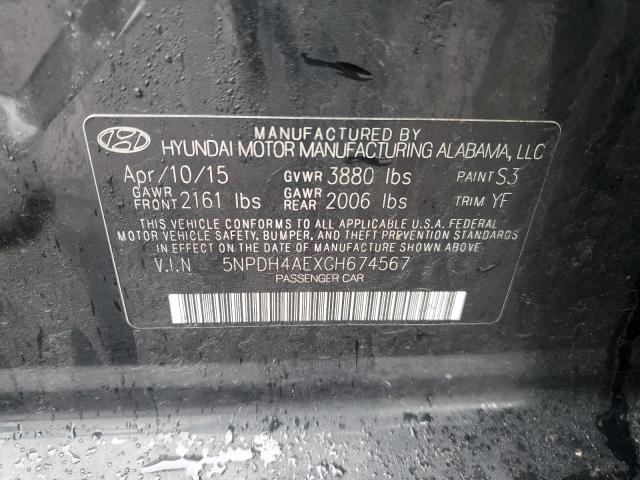 MANUFACTURED BY
HYUNDAI MOTOR MANUFACTURING ALABAMA, LLC
Apr/10/15 GVWR 3880 lbs PAINT S3
GAWR FRONT 2161 lbs GAWR REAR 2006 lbs TRIM YF
THIS VEHICLE CONFORMS TO ALL APPLICABLE U.S.A. FEDERAL
MOTOR VEHICLE SAFETY, BUMPER, AND THEFT PREVENTION STANDARDS
IN EFFECT ON THE DATE OF MANUFACTURE SHOWN ABOVE.
V.I.N 5NPDH4AEXGH674567
PASSENGER CAR